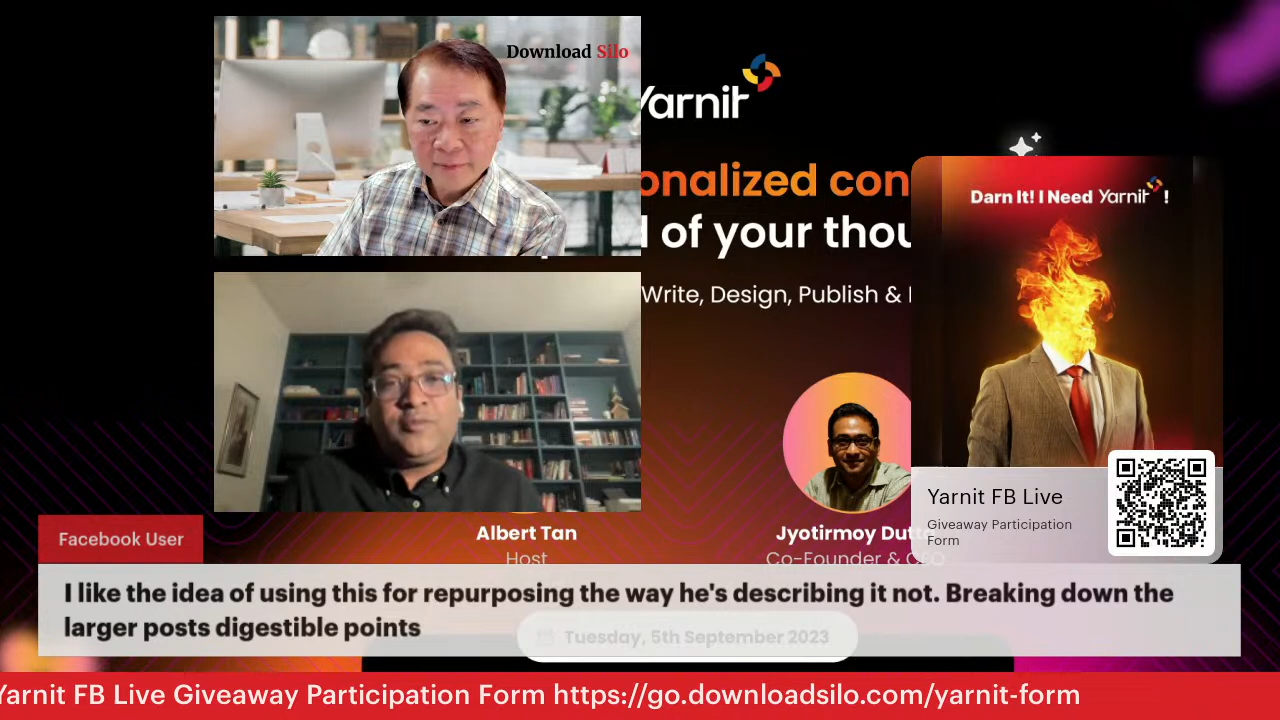 Download Silo
Yarnit
onalized con
d of your thou
Write, Design, Publish &
Darn It! I Need Yarnit !
Yarnit FB Live
Giveaway Participation
Form
Albert Tan
Host
Jyotirmoy Dutta
Co-Founder & CEO
Facebook User
I like the idea of using this for repurposing the way he's describing it not. Breaking down the
larger posts digestible points
Tuesday, 5th September 2023
Yarnit FB Live Giveaway Participation Form https://go.downloadsilo.com/yarnit-form